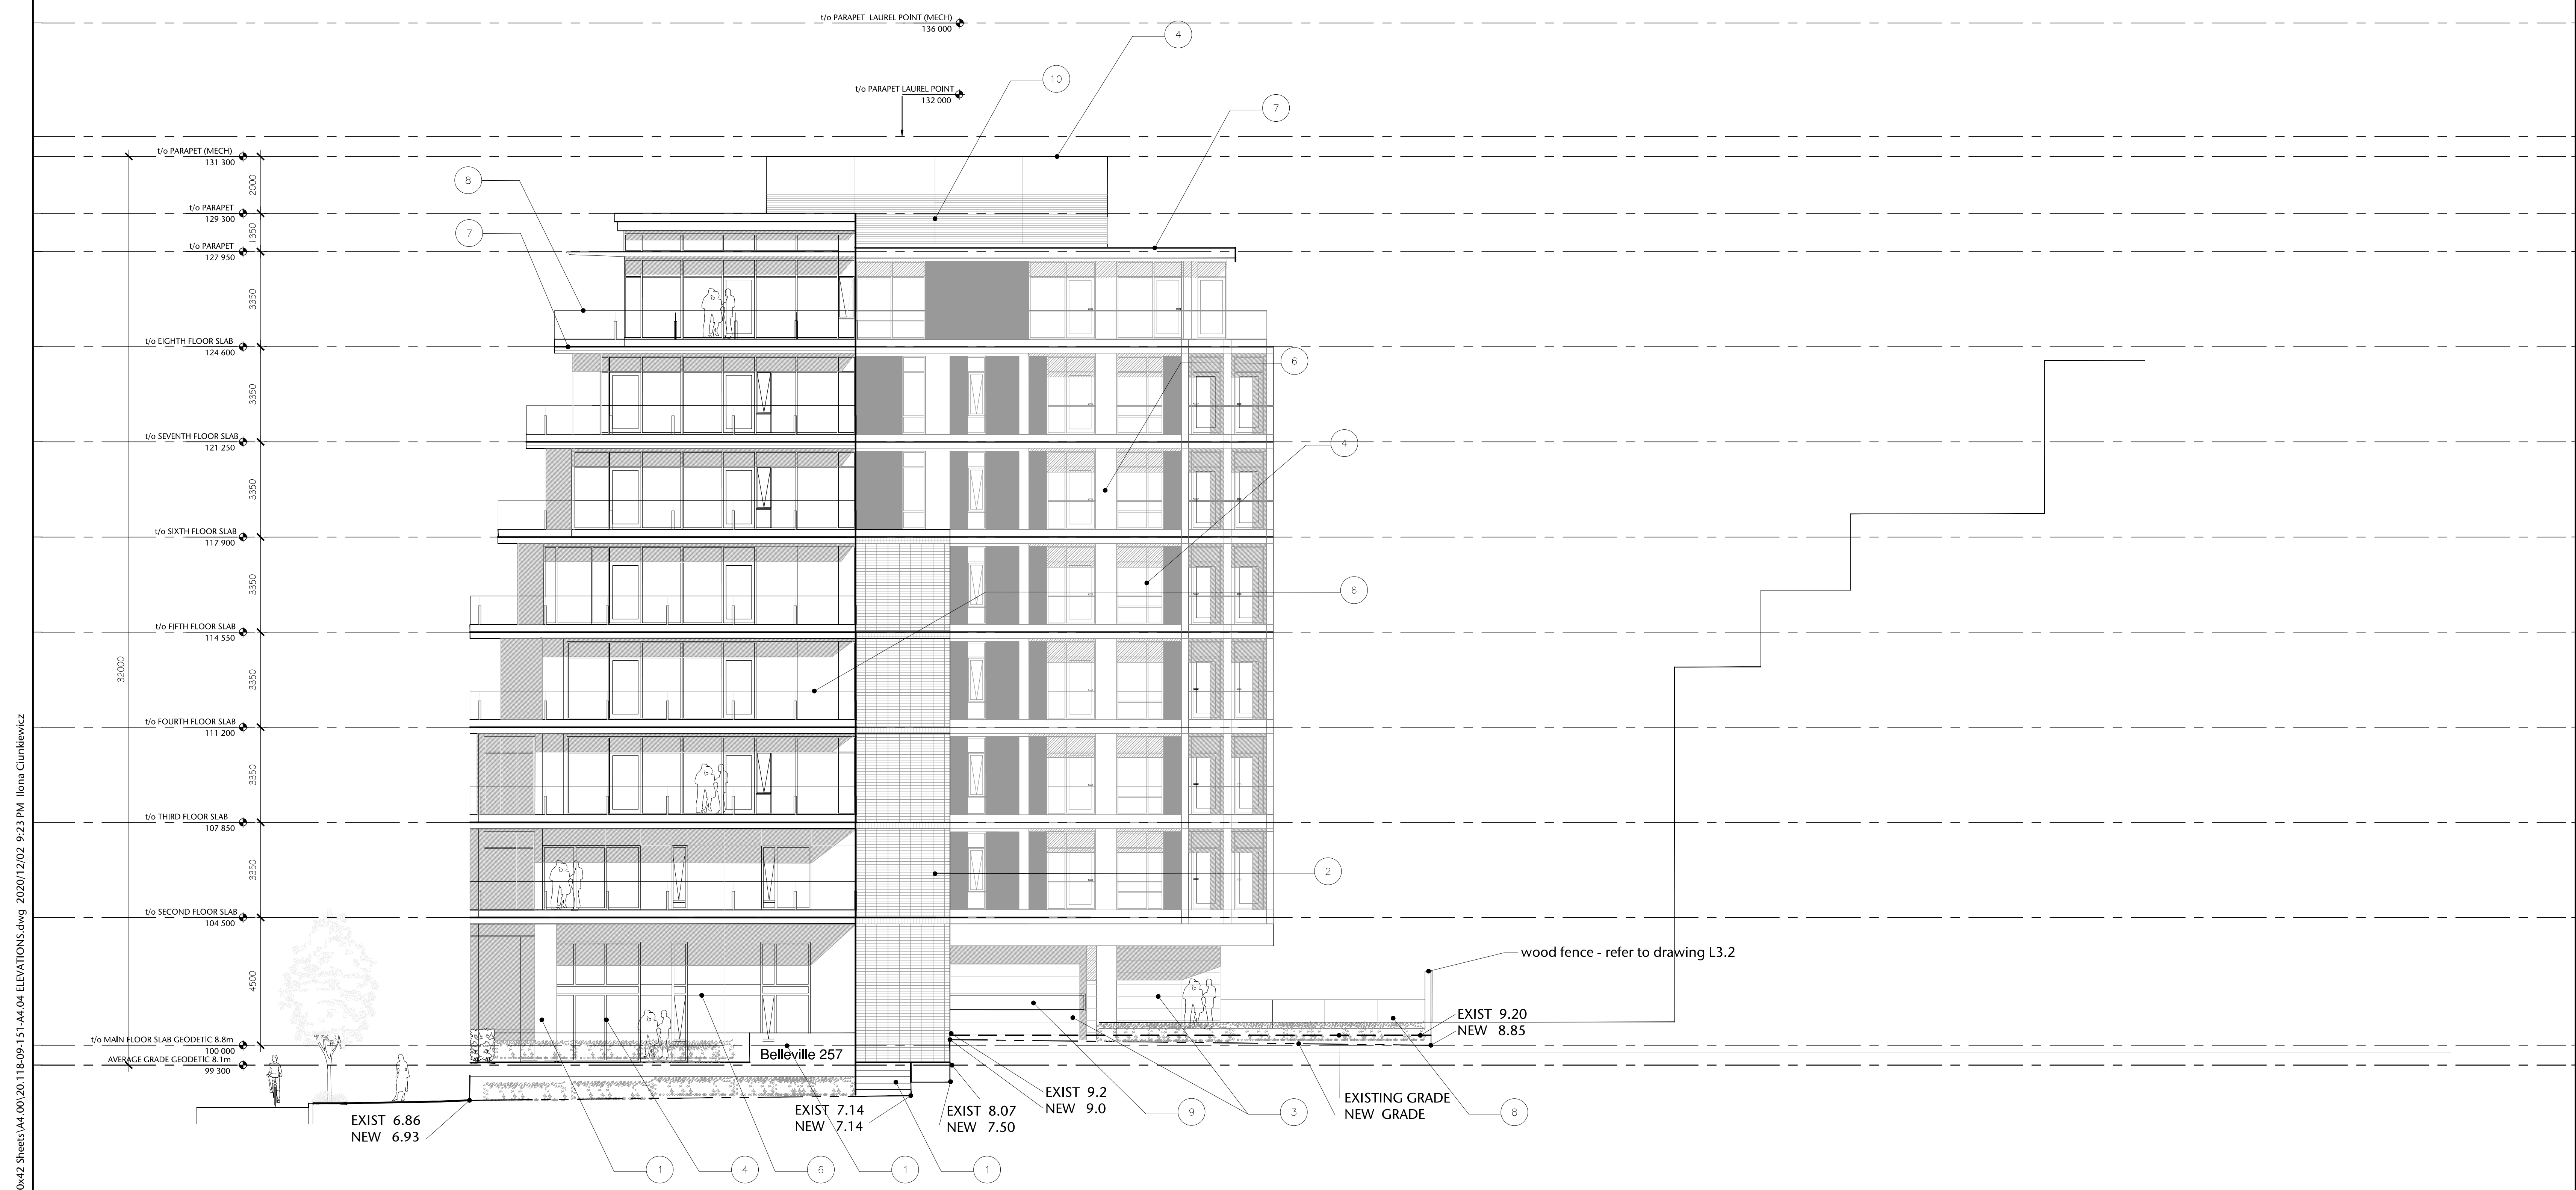 t/o PARAPET LAUREL POINT (MECH)
136 000
4
10
t/o PARAPET LAUREL POINT
132 000
7
t/o PARAPET (MECH)
131 300
2000
8
t/o PARAPET
129 300
1350
7
t/o PARAPET
127 950
3350
t/o EIGHTH FLOOR SLAB
124 600
6
3350
t/o SEVENTH FLOOR SLAB
121 250
4
3350
t/o SIXTH FLOOR SLAB
117 900
3350
6
t/o FIFTH FLOOR SLAB
114 550
32000
3350
t/o FOURTH FLOOR SLAB
111 200
3350
t/o THIRD FLOOR SLAB
107 850
3350
2
t/o SECOND FLOOR SLAB
104 500
wood fence - refer to drawing L3.2
4500
EXIST 9.20
NEW 8.85
t/o MAIN FLOOR SLAB GEODETIC 8.8m
100 000
AVERAGE GRADE GEODETIC 8.1m
99 300
Belleville 257
EXIST 6.86
NEW 6.93
EXIST 7.14
NEW 7.14
EXIST 8.07
NEW 7.50
EXIST 9.2
NEW 9.0
9
3
EXISTING GRADE
NEW GRADE
8
1
4
6
1
1
0x42 Sheets\A4.00\20.118-09-151-A4.04 ELEVATIONS.dwg 2020/12/02 9:23 PM Ilona Ciunkiewicz